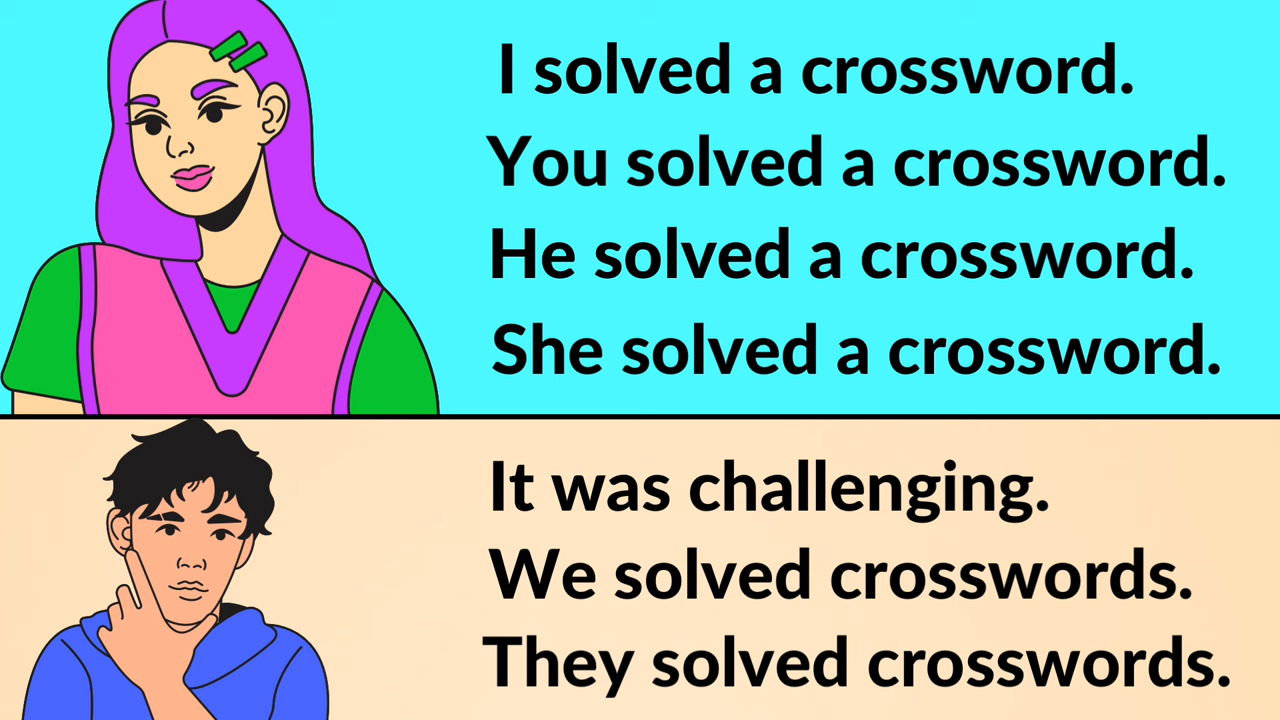 I solved a crossword.
You solved a crossword.
He solved a crossword.
She solved a crossword.
It was challenging.
We solved crosswords.
They solved crosswords.